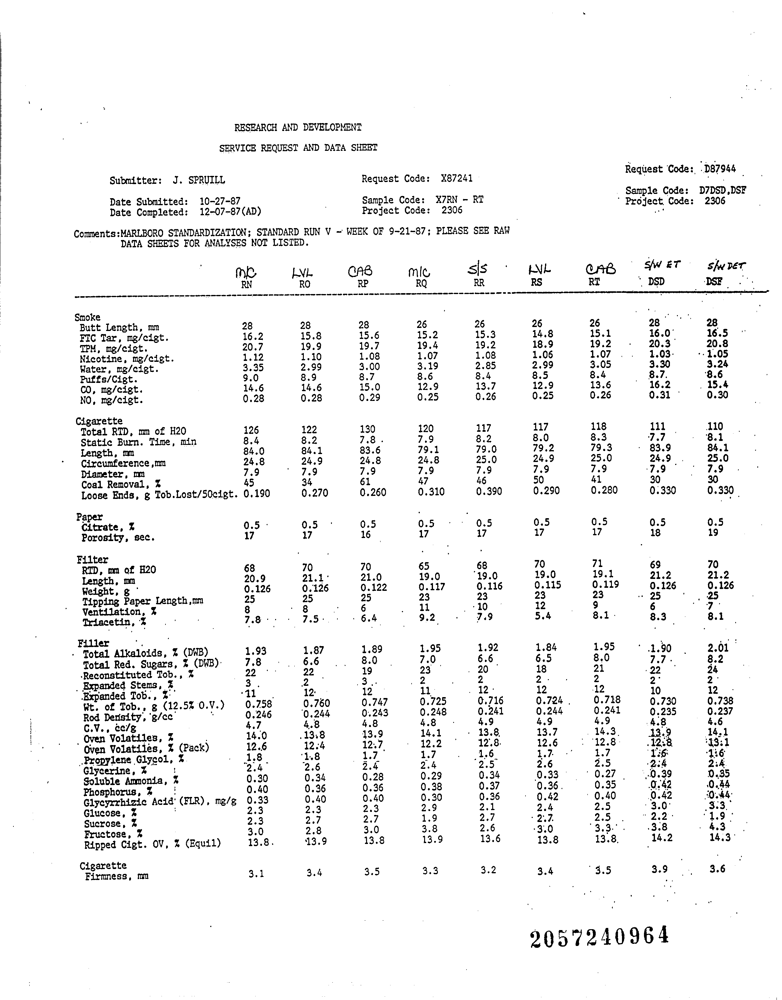 RESEARCH AND DEVELOPMENT
SERVICE REQUEST AND DATA SHEET
Request Code: D87944
Submitter: J. SPRUILL Request Code: X87241
Sample Code: D7DSD,DSF
Date Submitted: 10-27-87 Sample Code: X7RN - RT Project Code: 2306
Date Completed: 12-07-87(AD) Project Code: 2306
Comments:MARLBORO STANDARDIZATION; STANDARD RUN V - WEEK OF 9-21-87; PLEASE SEE RAW
DATA SHEETS FOR ANALYSES NOT LISTED.
M/C LVL CAB M/C S/S LVL CAB S/W ET S/W DET
RN RO RP RQ RR RS RT DSD DSF
Smoke
Butt Length, mm 28 28 28 26 26 26 26 28 28
FTC Tar, mg/cigt. 16.2 15.8 15.6 15.2 15.3 14.8 15.1 16.0 16.5
TPM, mg/cigt. 20.7 19.9 19.7 19.4 19.2 18.9 19.2 20.3 20.8
Nicotine, mg/cigt. 1.12 1.10 1.08 1.07 1.08 1.06 1.07 1.03 1.05
Water, mg/cigt. 3.35 2.99 3.00 3.19 2.85 2.99 3.05 3.30 3.24
Puffs/Cigt. 9.0 8.9 8.7 8.6 8.4 8.5 8.4 8.7 8.6
CO, mg/cigt. 14.6 14.6 15.0 12.9 13.7 12.9 13.6 16.2 15.4
NO, mg/cigt. 0.28 0.28 0.29 0.25 0.26 0.25 0.26 0.31 0.30
Cigarette
Total RTD, mm of H2O 126 122 130 120 117 117 118 111 110
Static Burn. Time, min 8.4 8.2 7.8 7.9 8.2 8.0 8.3 7.7 8.1
Length, mm 84.0 84.1 83.6 79.1 79.0 79.2 79.3 83.9 84.1
Circumference,mm 24.8 24.9 24.8 24.8 25.0 24.9 25.0 24.9 25.0
Diameter, mm 7.9 7.9 7.9 7.9 7.9 7.9 7.9 7.9 7.9
Coal Removal, % 45 34 61 47 46 50 41 30 30
Loose Ends, g Tob.Lost/50cigt. 0.190 0.270 0.260 0.310 0.390 0.290 0.280 0.330 0.330
Paper
Citrate, % 0.5 0.5 0.5 0.5 0.5 0.5 0.5 0.5 0.5
Porosity, sec. 17 17 16 17 17 17 17 18 19
Filter
RTD, mm of H2O 68 70 70 65 68 70 71 69 70
Length, mm 20.9 21.1 21.0 19.0 19.0 19.0 19.1 21.2 21.2
Weight, g 0.126 0.126 0.122 0.117 0.116 0.115 0.119 0.126 0.126
Tipping Paper Length,mm 25 25 25 23 23 23 23 25 25
Ventilation, % 8 8 6 11 10 12 9 6 7
Triacetin, % 7.8 7.5 6.4 9.2 7.9 5.4 8.1 8.3 8.1
Filler
Total Alkaloids, % (DWB) 1.93 1.87 1.89 1.95 1.92 1.84 1.95 1.90 2.01
Total Red. Sugars, % (DWB) 7.8 6.6 8.0 7.0 6.6 6.5 8.0 7.7 8.2
Reconstituted Tob., % 22 22 19 23 20 18 21 22 24
Expanded Stems, % 3 2 3 2 2 2 2 2 2
Expanded Tob., % 11 12 12 11 12 12 12 10 12
Wt. of Tob., g (12.5% O.V.) 0.758 0.760 0.747 0.725 0.716 0.724 0.718 0.730 0.738
Rod Density, g/cc 0.246 0.244 0.243 0.248 0.241 0.244 0.241 0.235 0.237
C.V., cc/g 4.7 4.8 4.8 4.8 4.9 4.9 4.9 4.8 4.6
Oven Volatiles, % 14.0 13.8 13.9 14.1 13.8 13.7 14.3 13.9 14.1
Oven Volatiles, % (Pack) 12.6 12.4 12.7 12.2 12.8 12.6 12.8 12.8 13.1
Propylene Glycol, % 1.8 1.8 1.7 1.7 1.6 1.7 1.7 1.6 1.6
Glycerine, % 2.4 2.6 2.4 2.4 2.5 2.6 2.5 2.4 2.4
Soluble Ammonia, % 0.30 0.34 0.28 0.29 0.34 0.33 0.27 0.39 0.35
Phosphorus, % 0.40 0.36 0.36 0.38 0.37 0.36 0.35 0.42 0.44
Glycyrrhizic Acid (FLR), mg/g 0.33 0.40 0.40 0.30 0.36 0.42 0.40 0.42 0.44
Glucose, % 2.3 2.3 2.3 2.9 2.1 2.4 2.5 3.0 3.3
Sucrose, % 2.3 2.7 2.7 1.9 2.7 2.7 2.5 2.2 1.9
Fructose, % 3.0 2.8 3.0 3.8 2.6 3.0 3.3 3.8 4.3
Ripped Cigt. OV, % (Equil) 13.8 13.9 13.8 13.9 13.6 13.8 13.8 14.2 14.3
Cigarette
Firmness, mm 3.1 3.4 3.5 3.3 3.2 3.4 3.5 3.9 3.6
2057240964